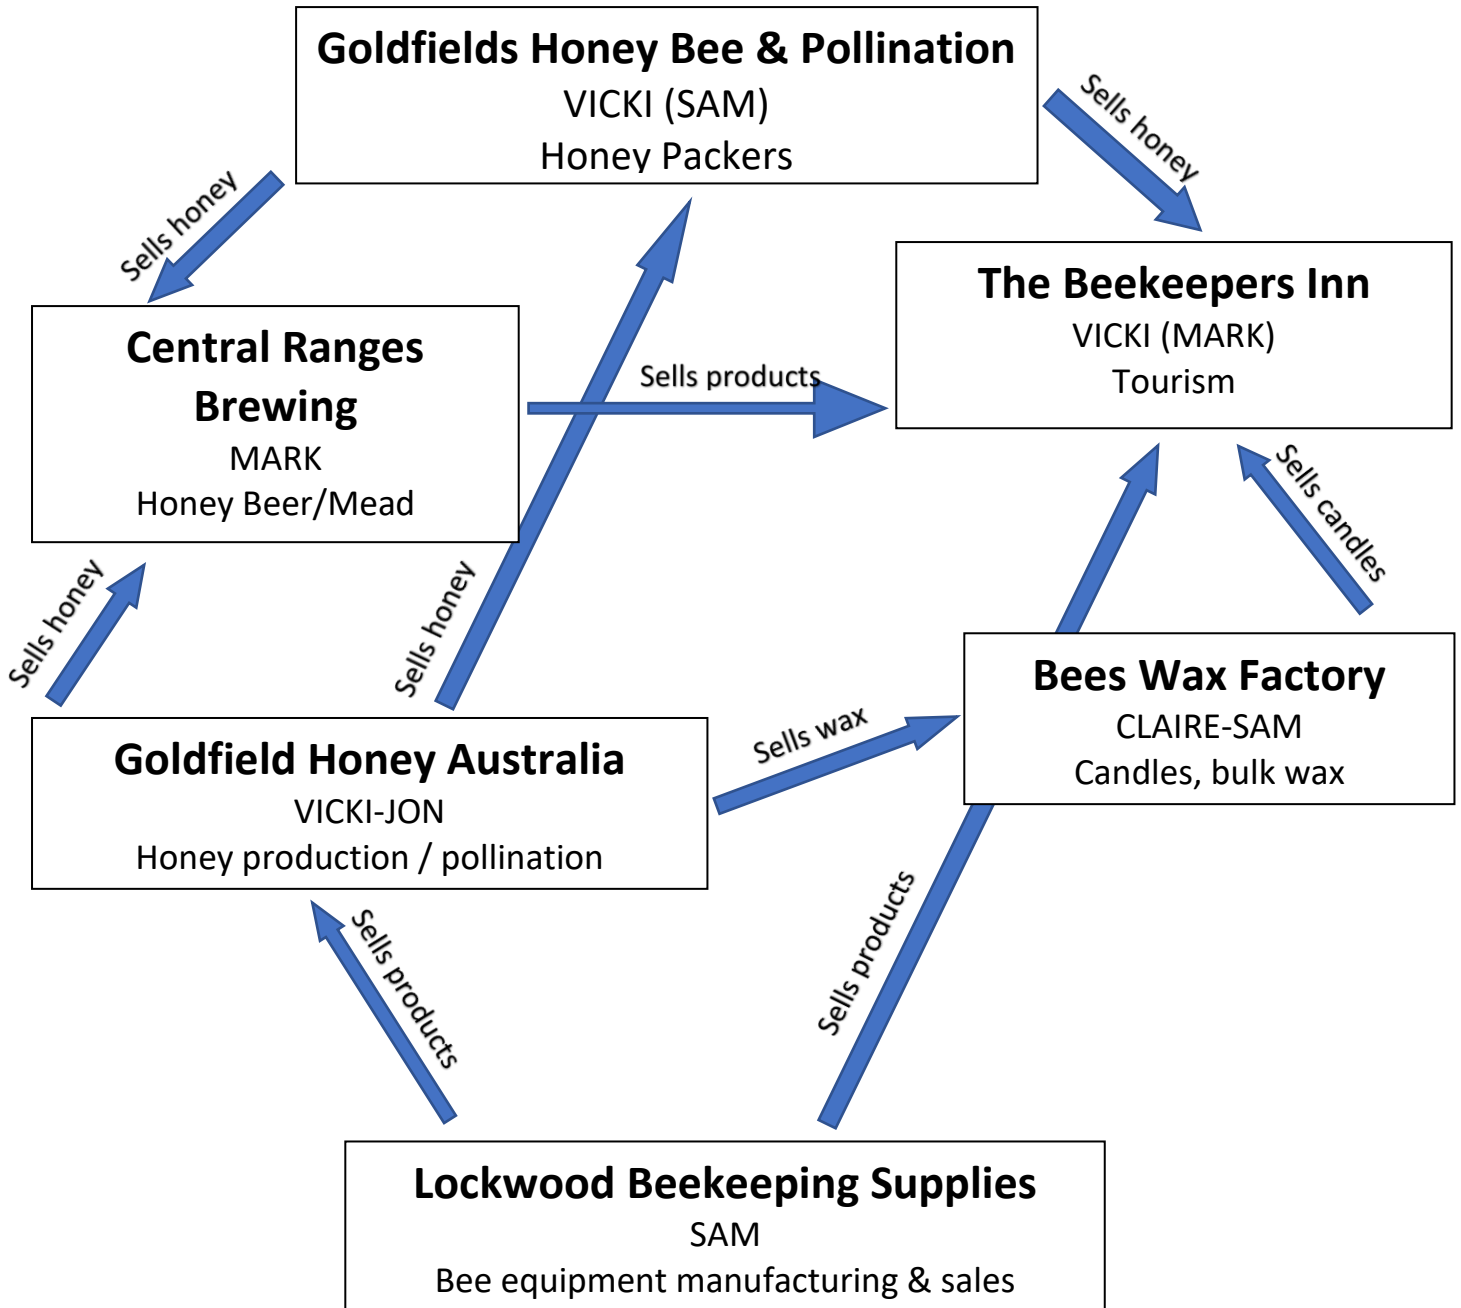 Goldfields Honey Bee & Pollination
VICKI (SAM)
Honey Packers
Sells honey
Sells honey
The Beekeepers Inn
VICKI (MARK)
Tourism
Central Ranges
Brewing
MARK
Honey Beer/Mead
Sells products
Sells candles
Sells honey
Sells honey
Bees Wax Factory
CLAIRE-SAM
Candles, bulk wax
Goldfield Honey Australia
VICKI-JON
Honey production / pollination
Sells wax
Sells products
Sells products
Lockwood Beekeeping Supplies
SAM
Bee equipment manufacturing & sales